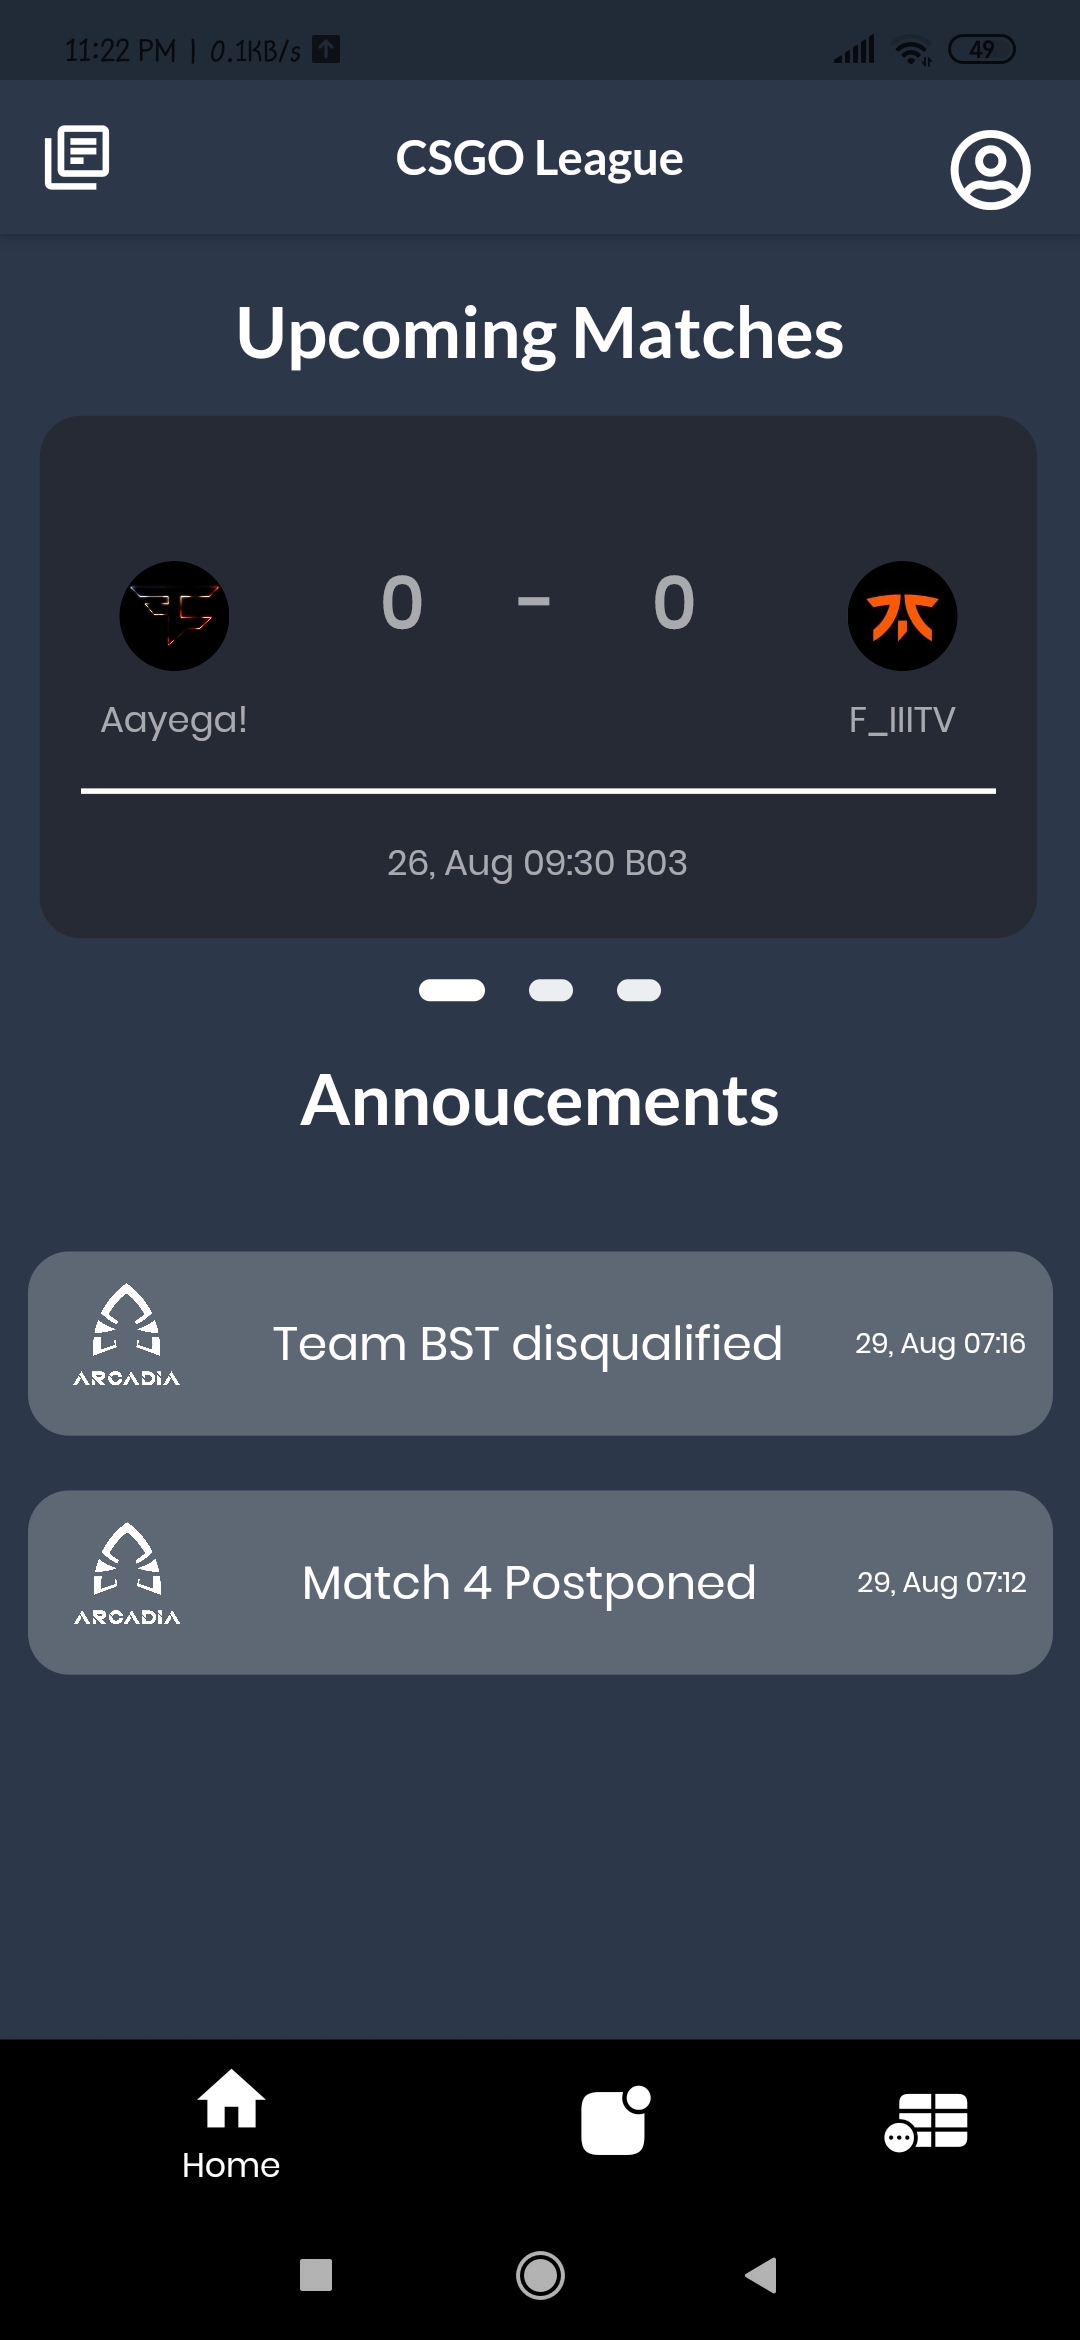 11:22 PM | 0.1KB/s
49
CSGO League
Upcoming Matches
0 - 0
Aayega! F_IIITV
26, Aug 09:30 B03
Annoucements
ARCADIA
Team BST disqualified
29, Aug 07:16
ARCADIA
Match 4 Postponed
29, Aug 07:12
Home